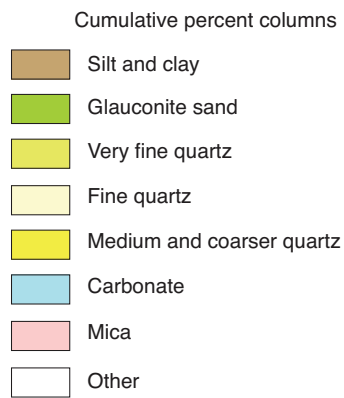 Cumulative percent columns
Silt and clay
Glauconite sand
Very fine quartz
Fine quartz
Medium and coarser quartz
Carbonate
Mica
Other